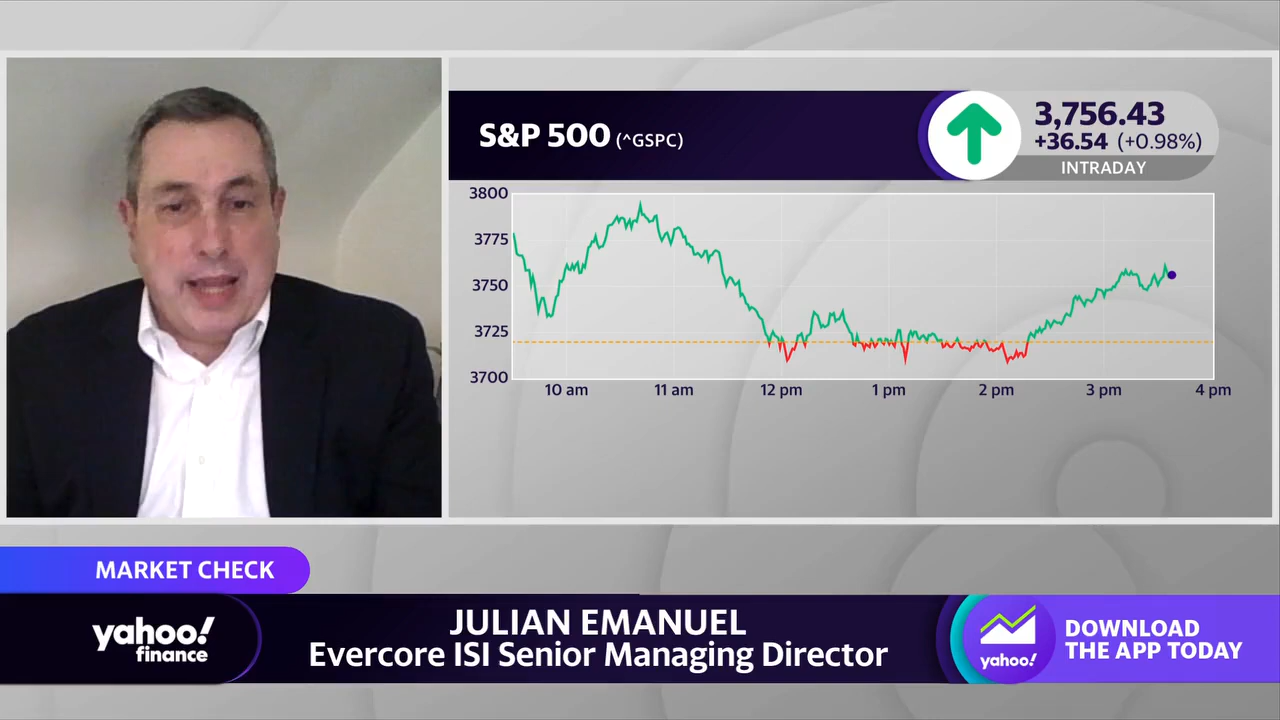 S&P 500 (^GSPC)
3,756.43
+36.54 (+0.98%)
INTRADAY
3800
3775
3750
3725
3700
10 am 11 am 12 pm 1 pm 2 pm 3 pm 4 pm
MARKET CHECK
yahoo!
finance
JULIAN EMANUEL
Evercore ISI Senior Managing Director
yahoo!
DOWNLOAD
THE APP TODAY